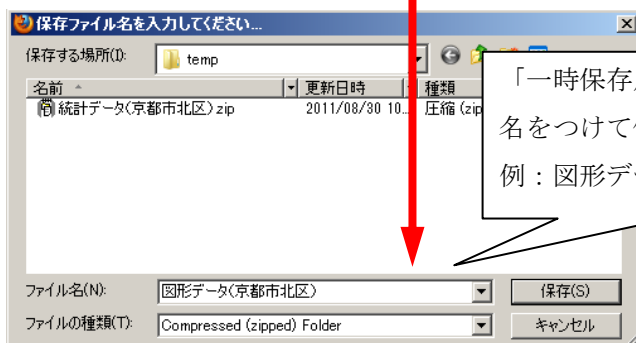 保存ファイル名を入力してください...
保存する場所(I):
temp
名前
更新日時
種類
統計データ(京都市北区)zip
2011/08/30 10...
圧縮 (zip
「一時保存
名をつけて
例：図形デ
ファイル名(N):
図形データ(京都市北区)
保存(S)
ファイルの種類(T):
Compressed (zipped) Folder
キャンセル